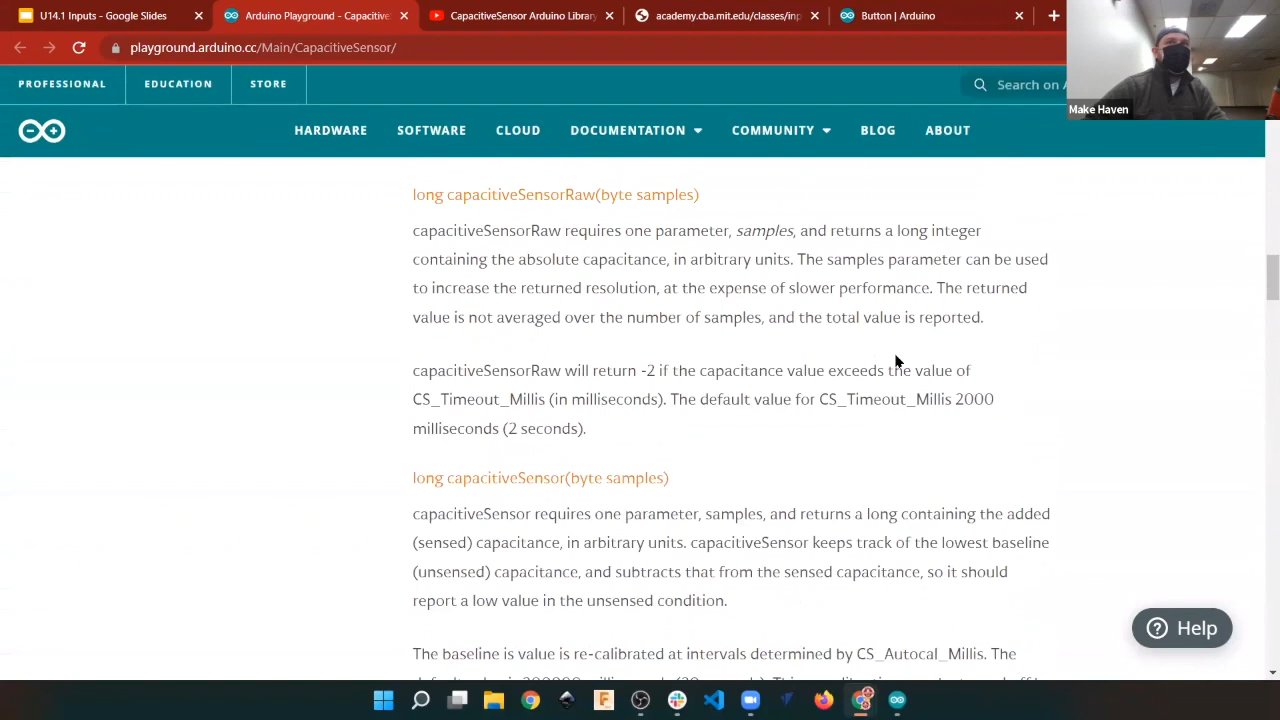 U14.1 Inputs - Google Slides
Arduino Playground - Capacitive
CapacitiveSensor Arduino Library
academy.cba.mit.edu/classes/inp
Button | Arduino
playground.arduino.cc/Main/CapacitiveSensor/
Make Haven
PROFESSIONAL EDUCATION STORE
Search on A
HARDWARE SOFTWARE CLOUD DOCUMENTATION COMMUNITY BLOG ABOUT
long capacitiveSensorRaw(byte samples)
capacitiveSensorRaw requires one parameter, samples, and returns a long integer
containing the absolute capacitance, in arbitrary units. The samples parameter can be used
to increase the returned resolution, at the expense of slower performance. The returned
value is not averaged over the number of samples, and the total value is reported.
capacitiveSensorRaw will return -2 if the capacitance value exceeds the value of
CS_Timeout_Millis (in milliseconds). The default value for CS_Timeout_Millis 2000
milliseconds (2 seconds).
long capacitiveSensor(byte samples)
capacitiveSensor requires one parameter, samples, and returns a long containing the added
(sensed) capacitance, in arbitrary units. capacitiveSensor keeps track of the lowest baseline
(unsensed) capacitance, and subtracts that from the sensed capacitance, so it should
report a low value in the unsensed condition.
Help
The baseline is value is re-calibrated at intervals determined by CS_Autocal_Millis. The